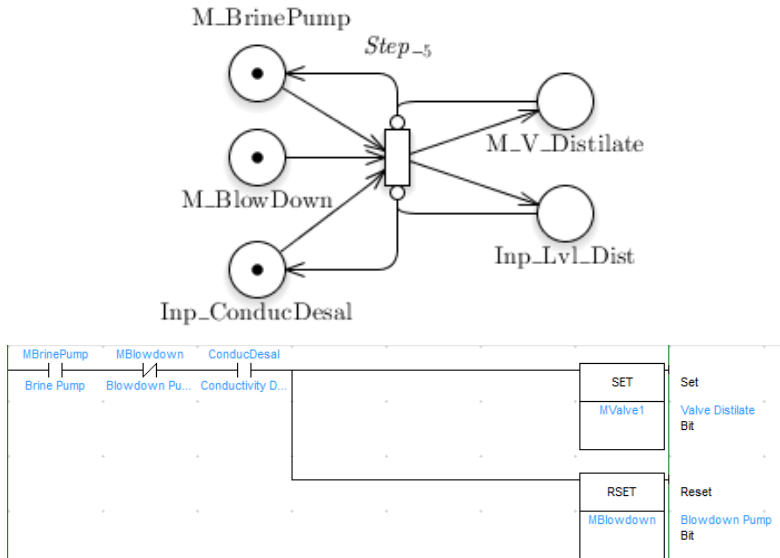 M_BrinePump
Step_5
M_V_Distilate
M_BlowDown
Inp_Lvl_Dist
Inp_ConducDesal
MBrinePump MBlowdown ConducDesal
Brine Pump Blowdown Pu... Conductivity D...
SET Set
MValve1 Valve Distilate
Bit
RSET Reset
MBlowdown Blowdown Pump
Bit